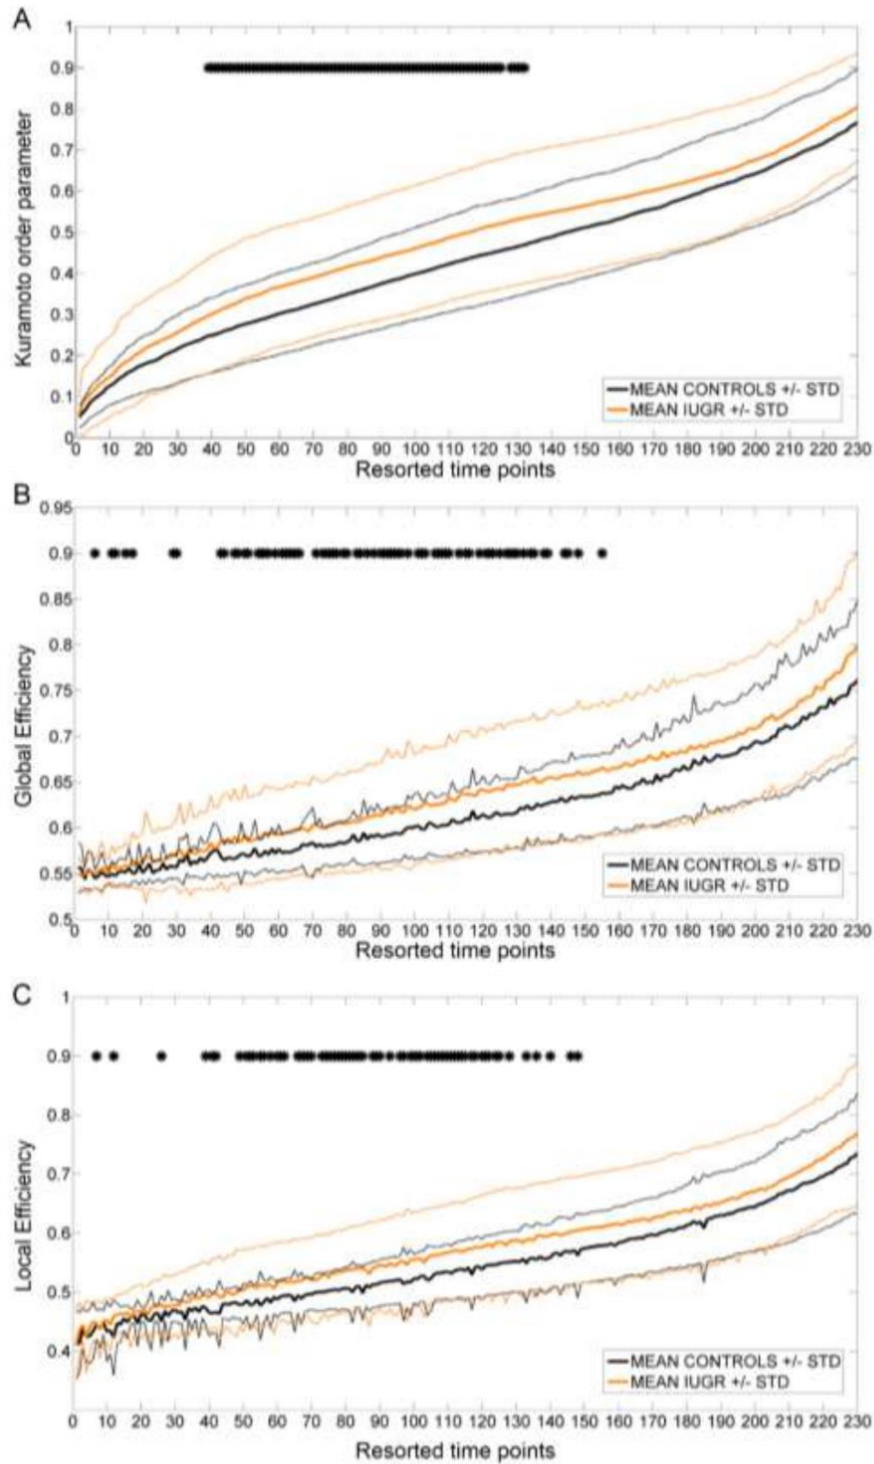 A
Kuramoto order parameter
1
0.9
0.8
0.7
0.6
0.5
0.4
0.3
0.2
0.1
0
MEAN CONTROLS +/- STD
MEAN IUGR +/- STD
0 10 20 30 40 50 60 70 80 90 100 110 120 130 140 150 160 170 180 190 200 210 220 230
Resorted time points
B
Global Efficiency
0.95
0.9
0.85
0.8
0.75
0.7
0.65
0.6
0.55
0.5
MEAN CONTROLS +/- STD
MEAN IUGR +/- STD
0 10 20 30 40 50 60 70 80 90 100 110 120 130 140 150 160 170 180 190 200 210 220 230
Resorted time points
C
Local Efficiency
1
0.9
0.8
0.7
0.6
0.5
0.4
MEAN CONTROLS +/- STD
MEAN IUGR +/- STD
0 10 20 30 40 50 60 70 80 90 100 110 120 130 140 150 160 170 180 190 200 210 220 230
Resorted time points